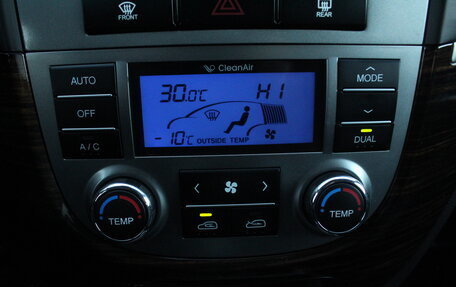 FRONT
REAR
CleanAir
AUTO
OFF
A/C
30.0°C HI
-10°C OUTSIDE TEMP
MODE
DUAL
TEMP
TEMP